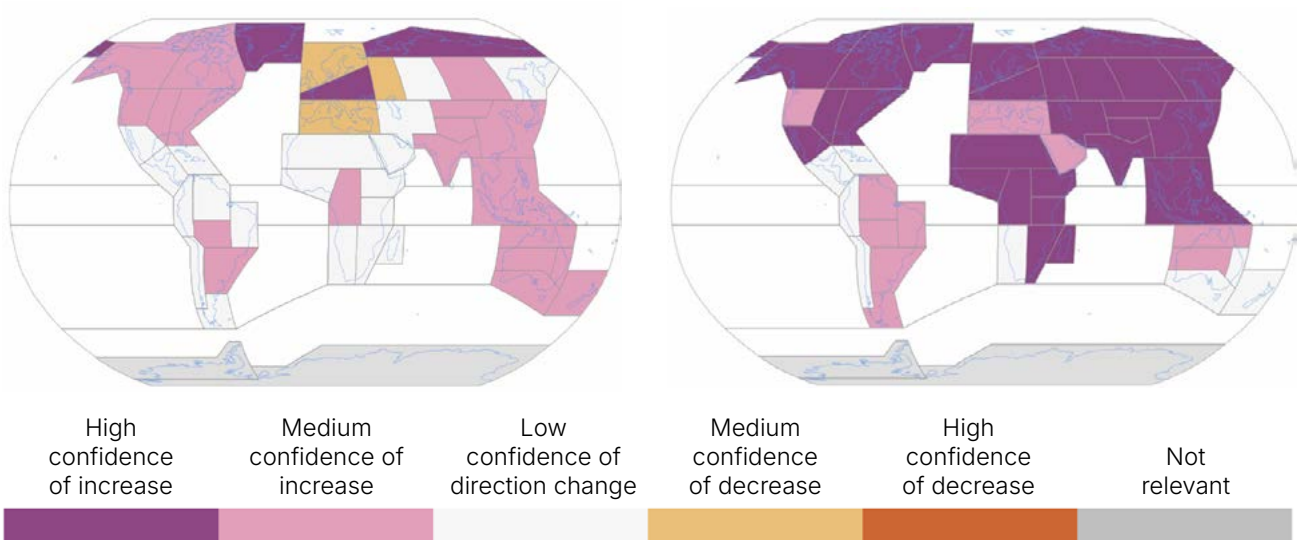 High
confidence
of increase
Medium
confidence of
increase
Low
confidence of
direction change
Medium
confidence
of decrease
High
confidence
of decrease
Not
relevant